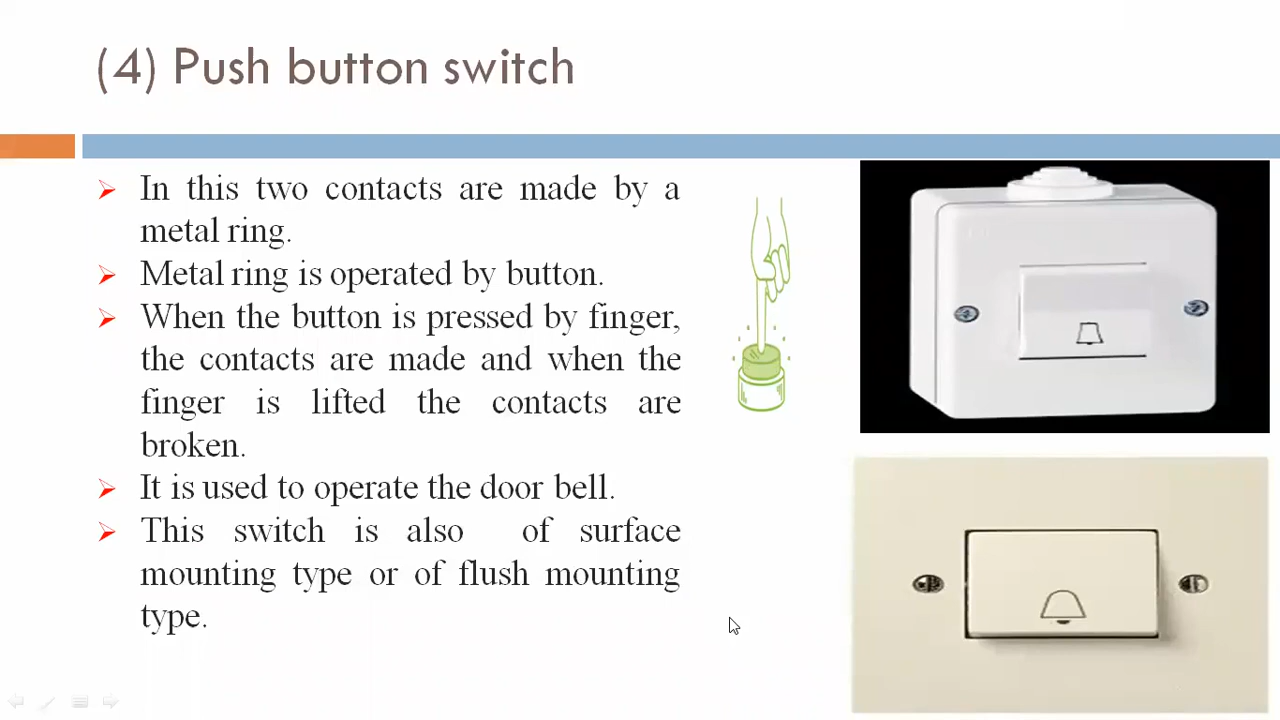 (4) Push button switch
In this two contacts are made by a
metal ring.
Metal ring is operated by button.
When the button is pressed by finger,
the contacts are made and when the
finger is lifted the contacts are
broken.
It is used to operate the door bell.
This switch is also of surface
mounting type or of flush mounting
type.